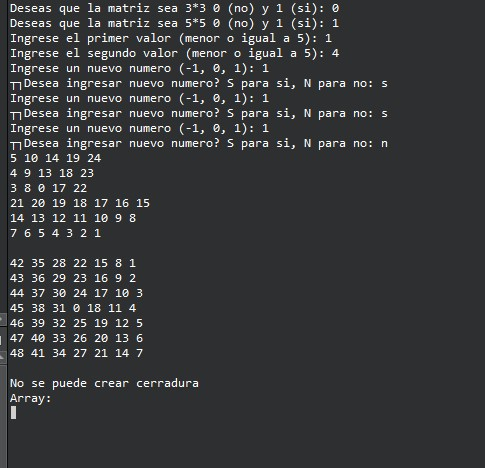 Deseas que la matriz sea 3*3 0 (no) y 1 (si): 0
Deseas que la matriz sea 5*5 0 (no) y 1 (si): 1
Ingrese el primer valor (menor o igual a 5): 1
Ingrese el segundo valor (menor o igual a 5): 4
Ingrese un nuevo numero (-1, 0, 1): 1
┬┐Desea ingresar nuevo numero? S para si, N para no: s
Ingrese un nuevo numero (-1, 0, 1): 1
┬┐Desea ingresar nuevo numero? S para si, N para no: s
Ingrese un nuevo numero (-1, 0, 1): 1
┬┐Desea ingresar nuevo numero? S para si, N para no: n
5 10 14 19 24
4 9 13 18 23
3 8 0 17 22
21 20 19 18 17 16 15
14 13 12 11 10 9 8
7 6 5 4 3 2 1

42 35 28 22 15 8 1
43 36 29 23 16 9 2
44 37 30 24 17 10 3
45 38 31 0 18 11 4
46 39 32 25 19 12 5
47 40 33 26 20 13 6
48 41 34 27 21 14 7

No se puede crear cerradura
Array: